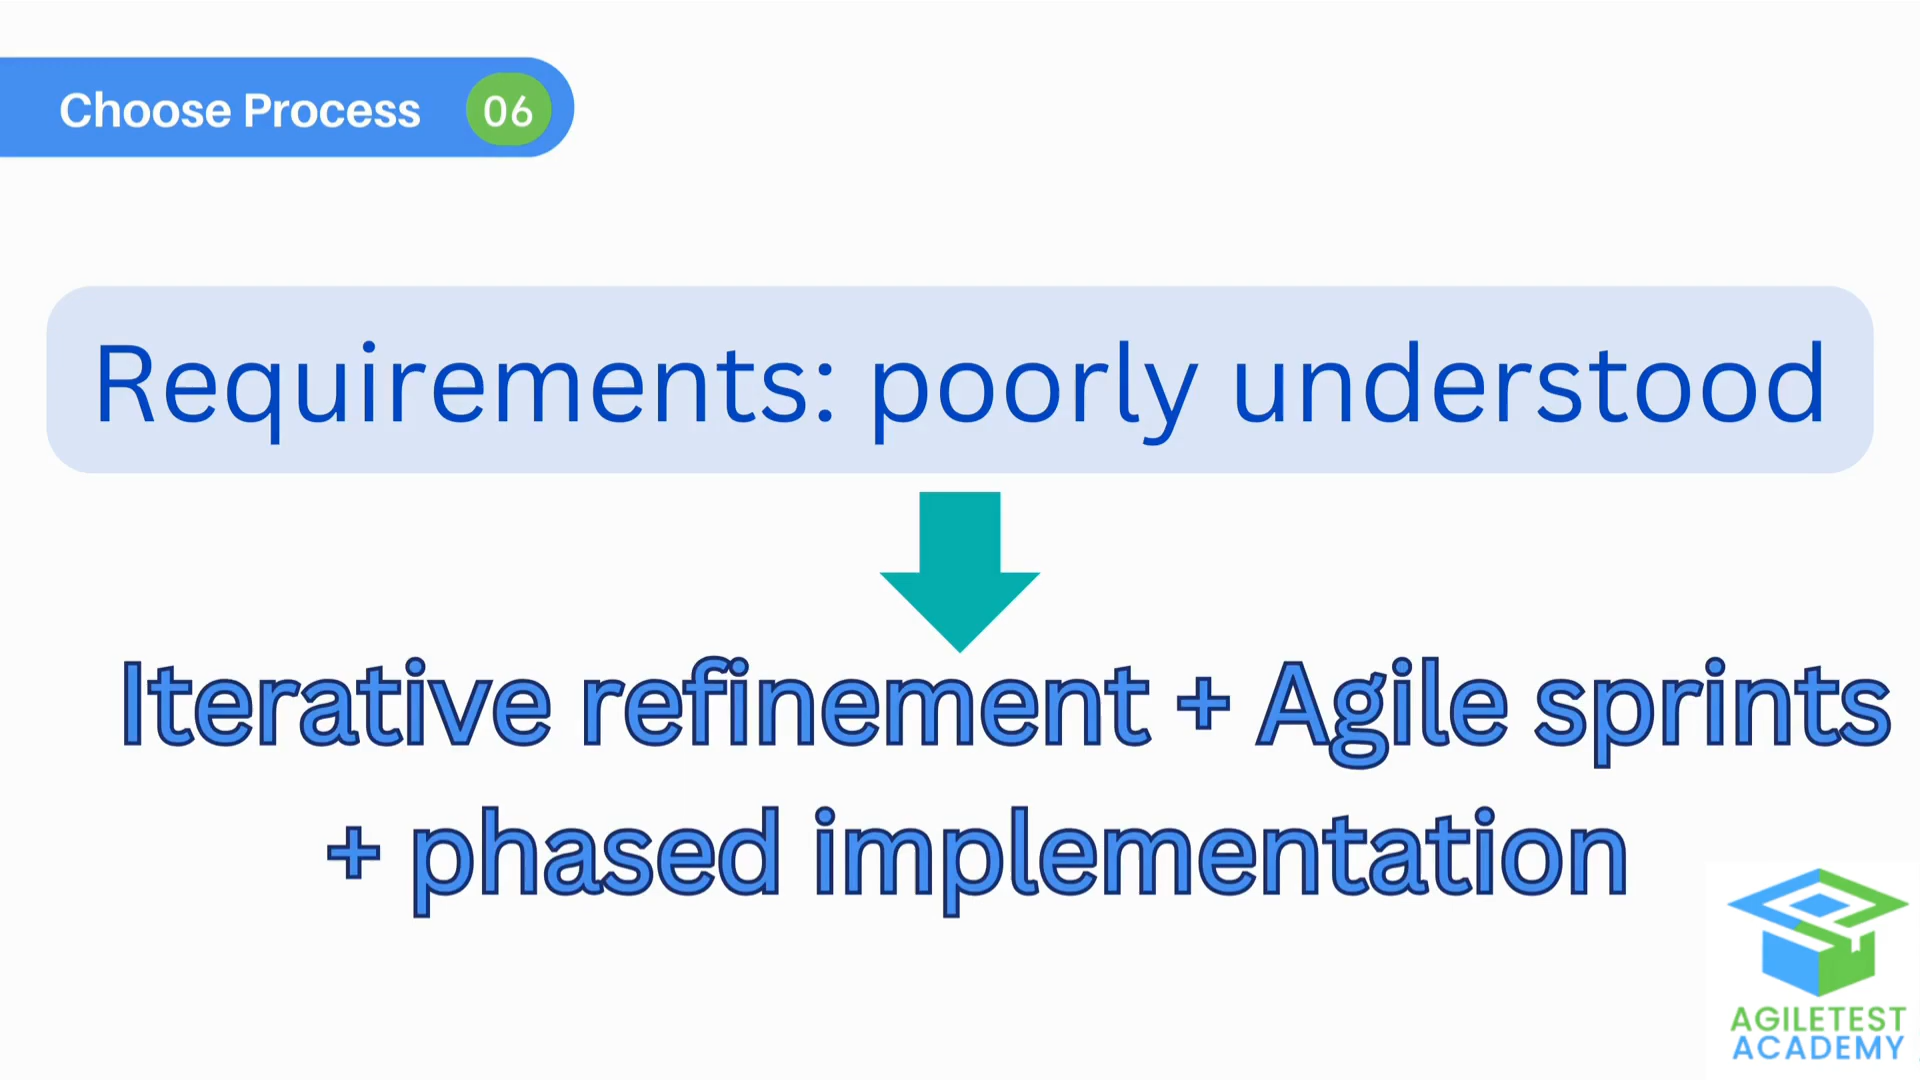 Choose Process 06
Requirements: poorly understood
Iterative refinement + Agile sprints
+ phased implementation
AGILETEST
ACADEMY